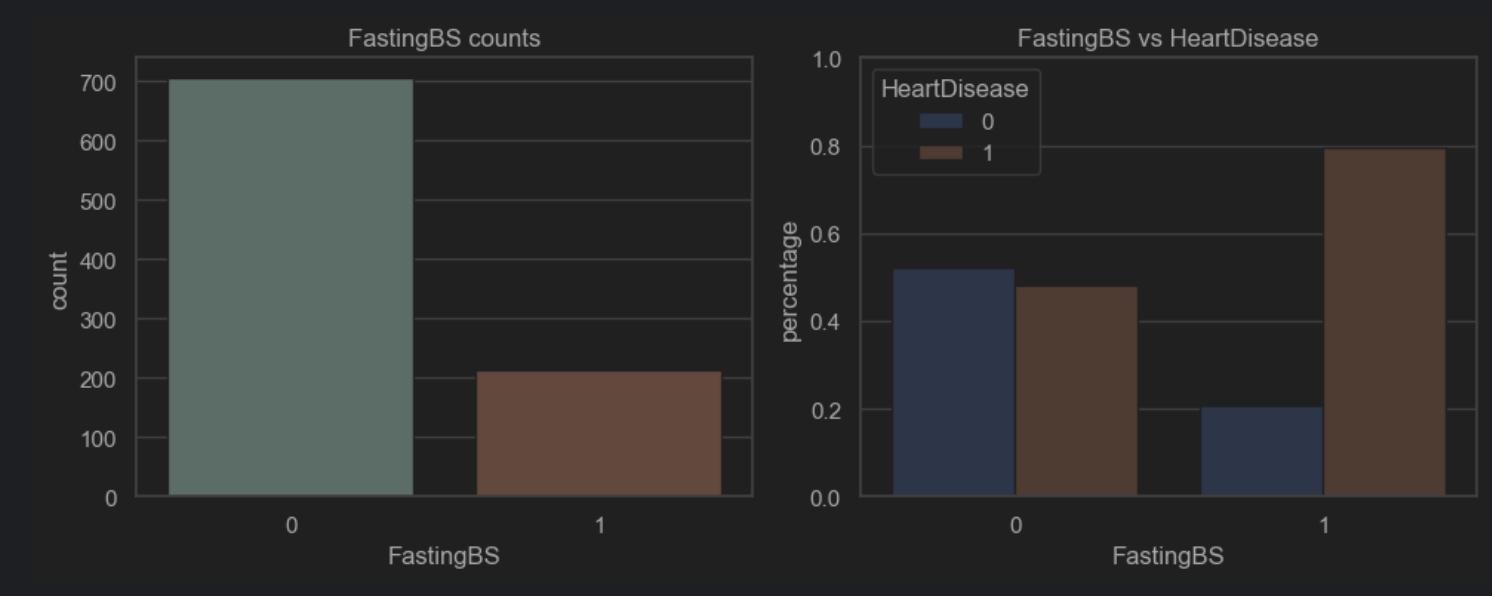 FastingBS counts
700
600
500
400
300
200
100
0
count
0 1
FastingBS
FastingBS vs HeartDisease
1.0
0.8
0.6
0.4
0.2
0.0
percentage
HeartDisease
0
1
0 1
FastingBS